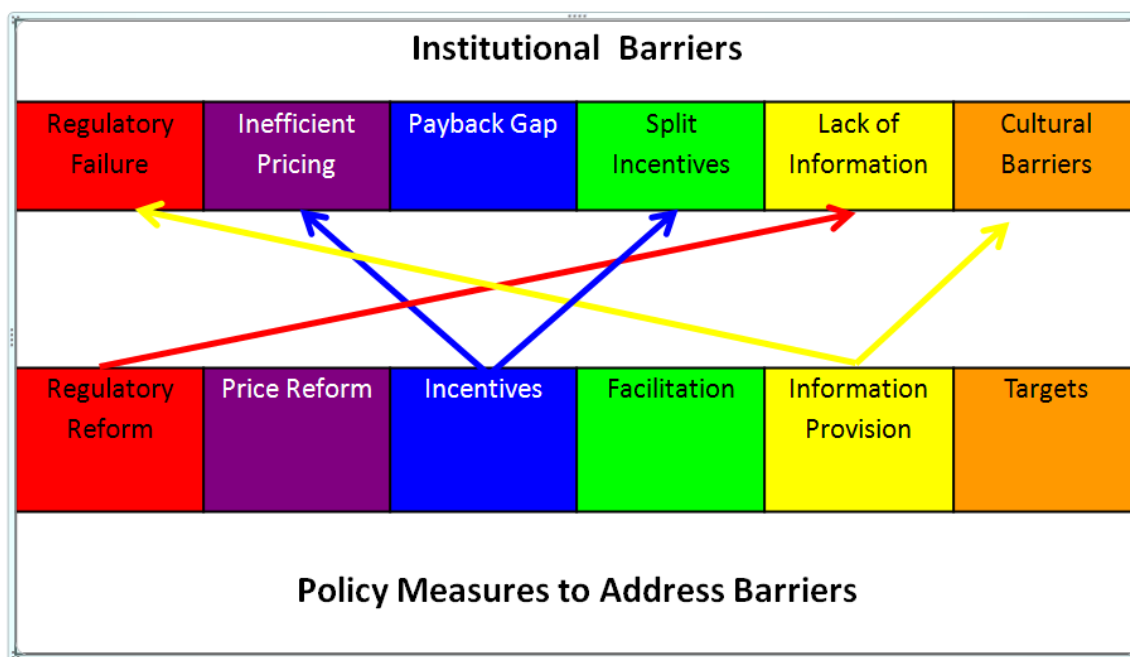 Institutional  Barriers
Regulatory Failure
Inefficient Pricing
Payback Gap
Split Incentives
Lack of Information
Cultural Barriers
Regulatory Reform
Price Reform
Incentives
Facilitation
Information Provision
Targets
Policy Measures to Address Barriers